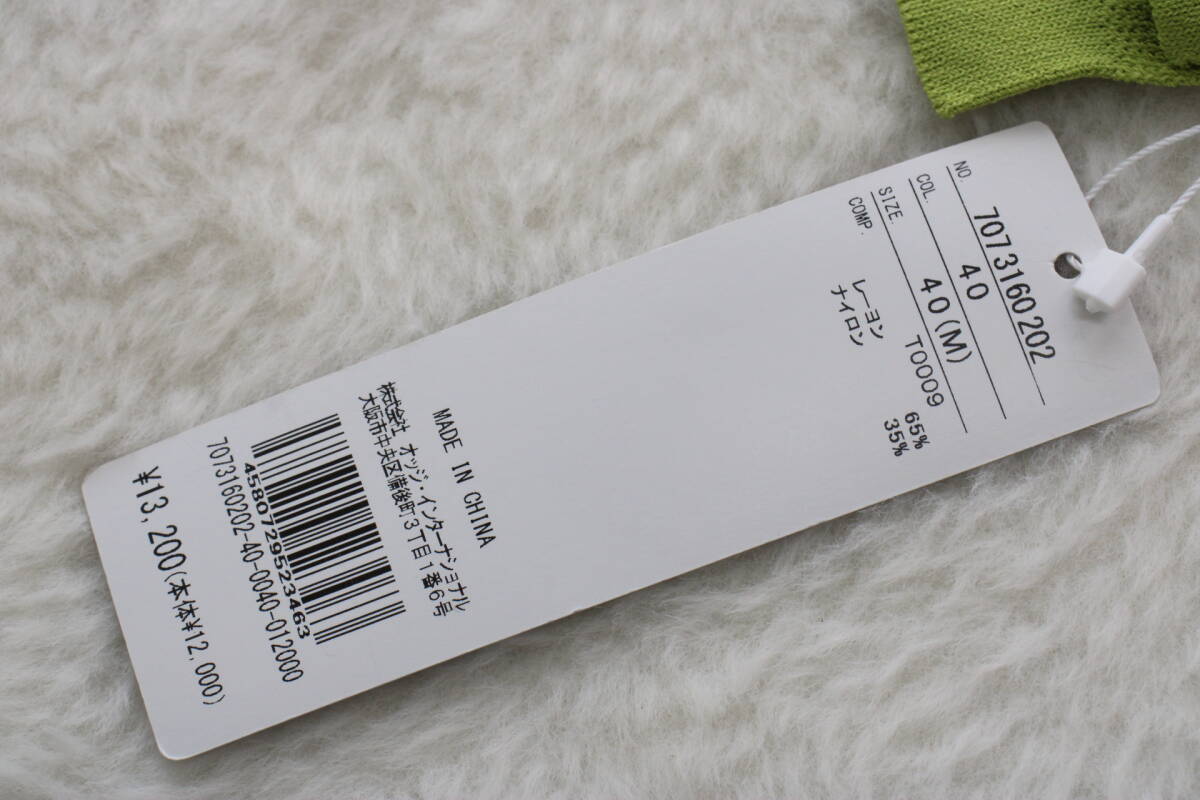 NO. 7073160202
COL. 40
SIZE. 40(M) T0009
COMP.
レーヨン 65%
ナイロン 35%
MADE IN CHINA
株式会社 オッジ・インターナショナル
大阪市中央区備後町3丁目1番6号
4580729523463
7073160202-40-0040-012000
¥13,200(本体¥12,000)